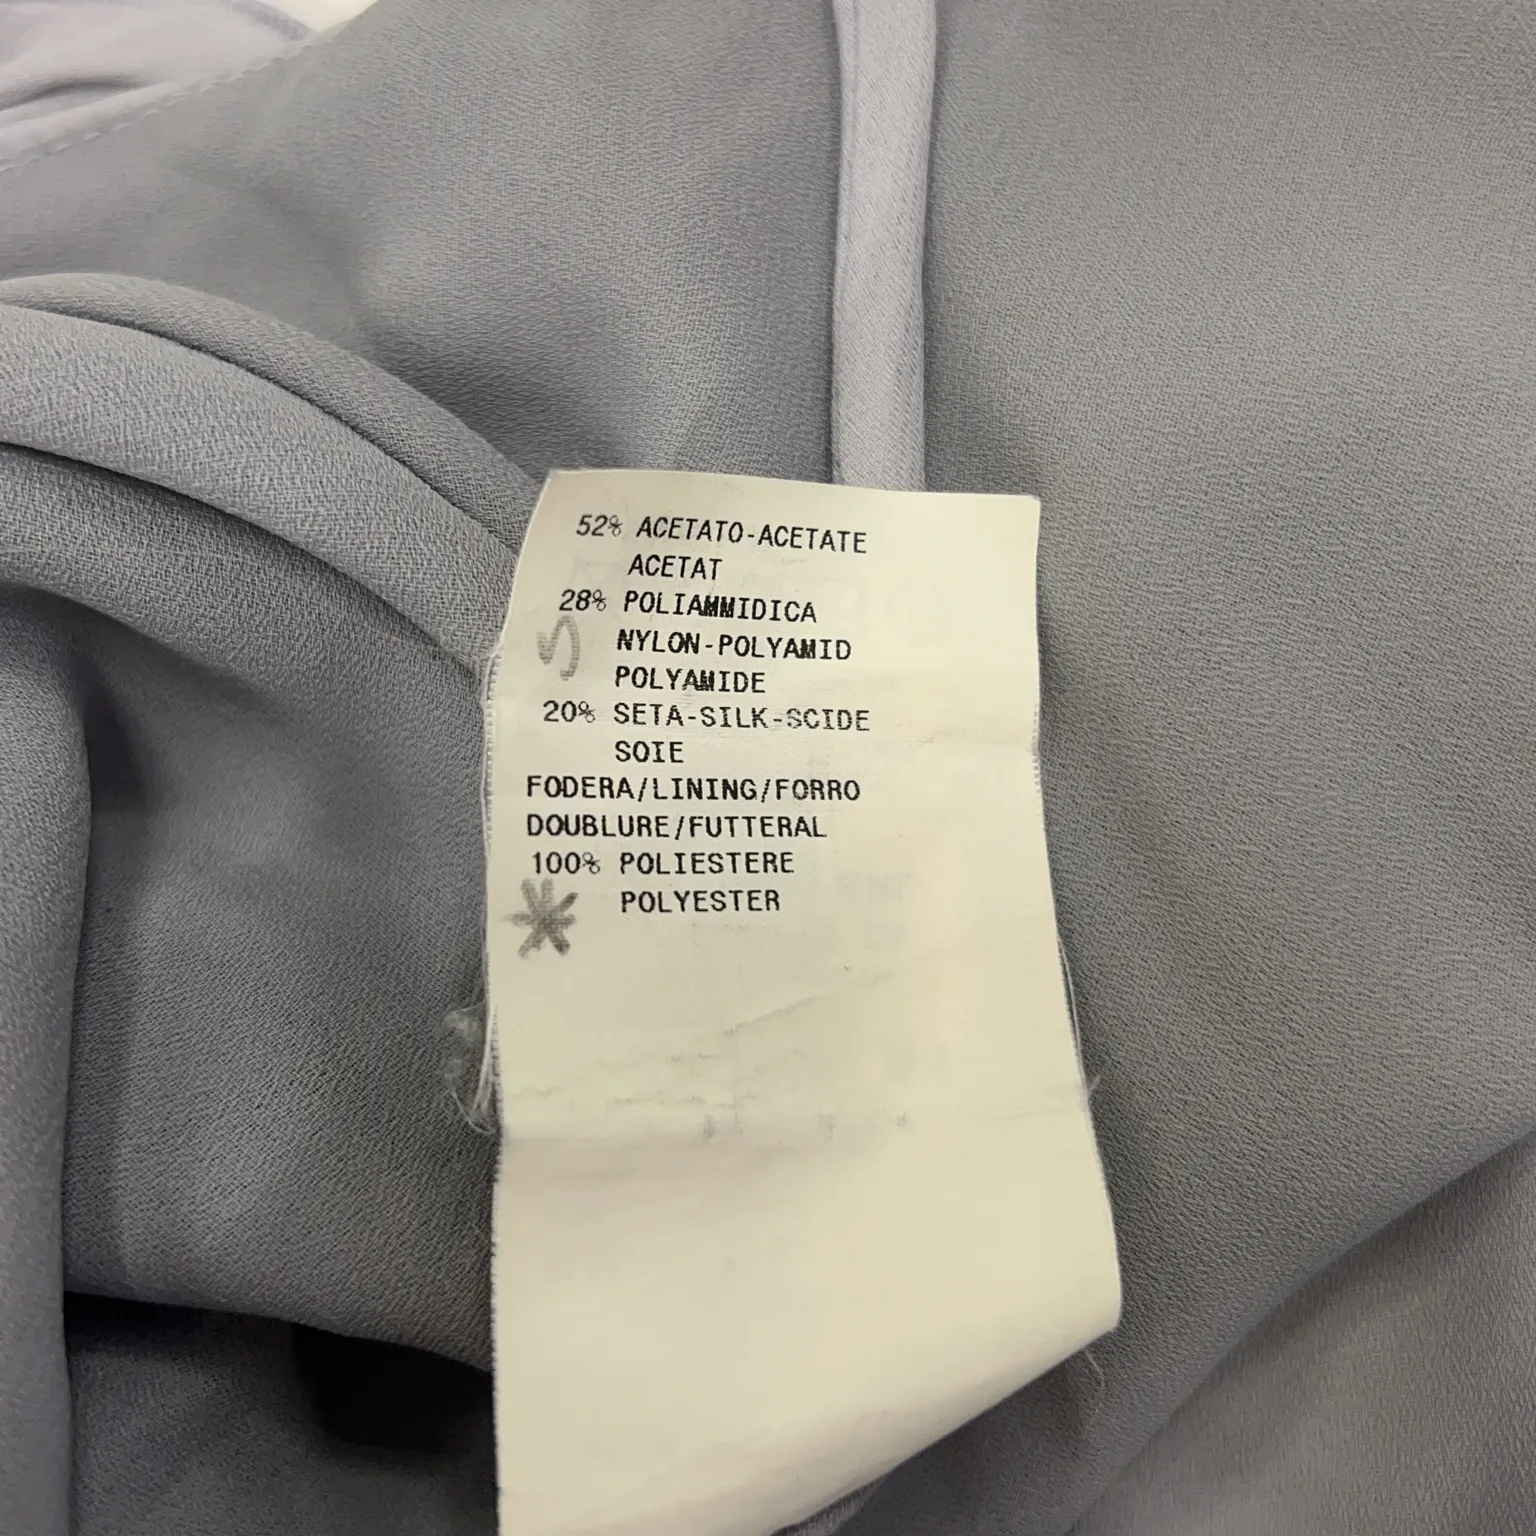 52% ACETATO-ACETATE
ACETAT
28% POLIAMMIDICA
NYLON-POLYAMID
POLYAMIDE
20% SETA-SILK-SCIDE
SOIE
FODERA/LINING/FORRO
DOUBLURE/FUTTERAL
100% POLIESTERE
POLYESTER